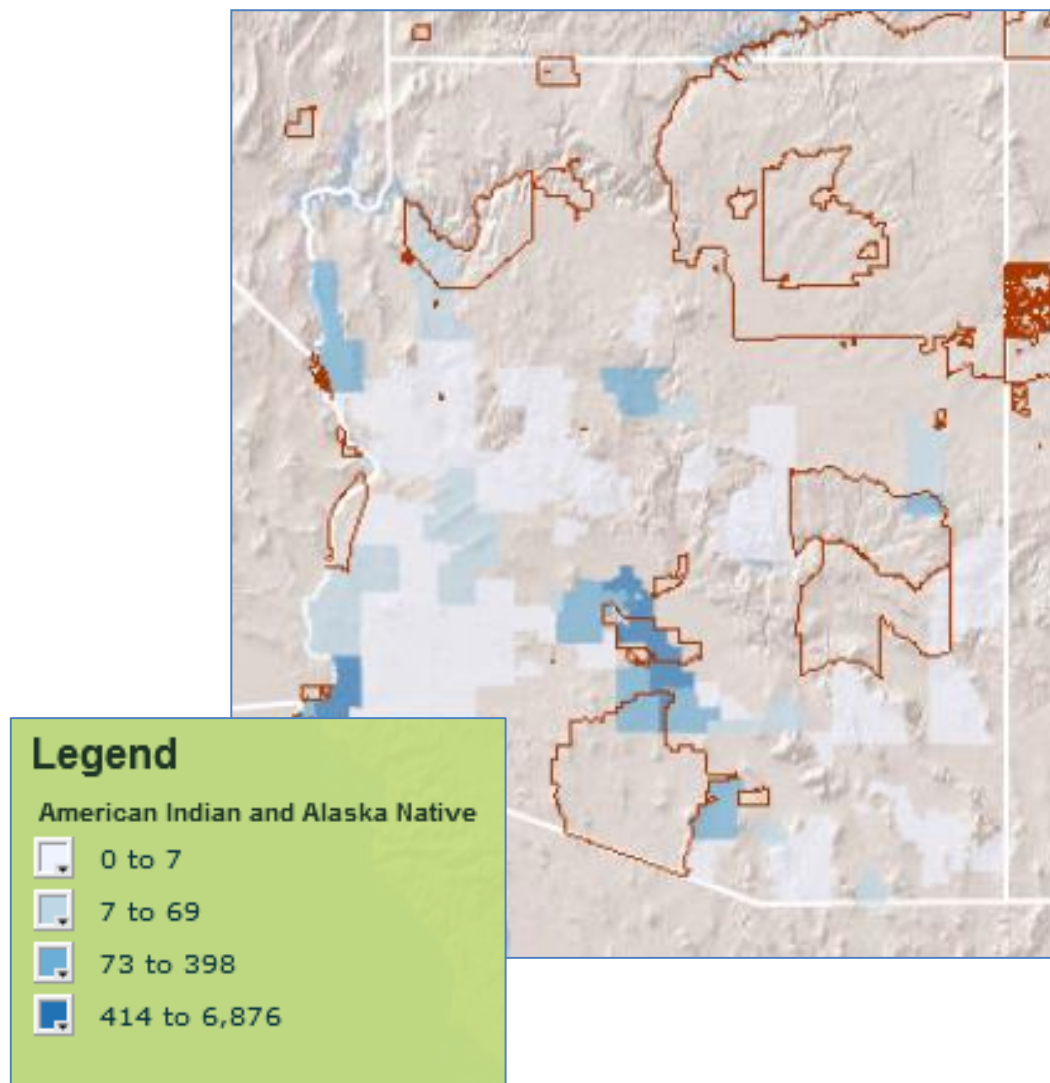 Legend
American Indian and Alaska Native
0 to 7
7 to 69
73 to 398
414 to 6,876